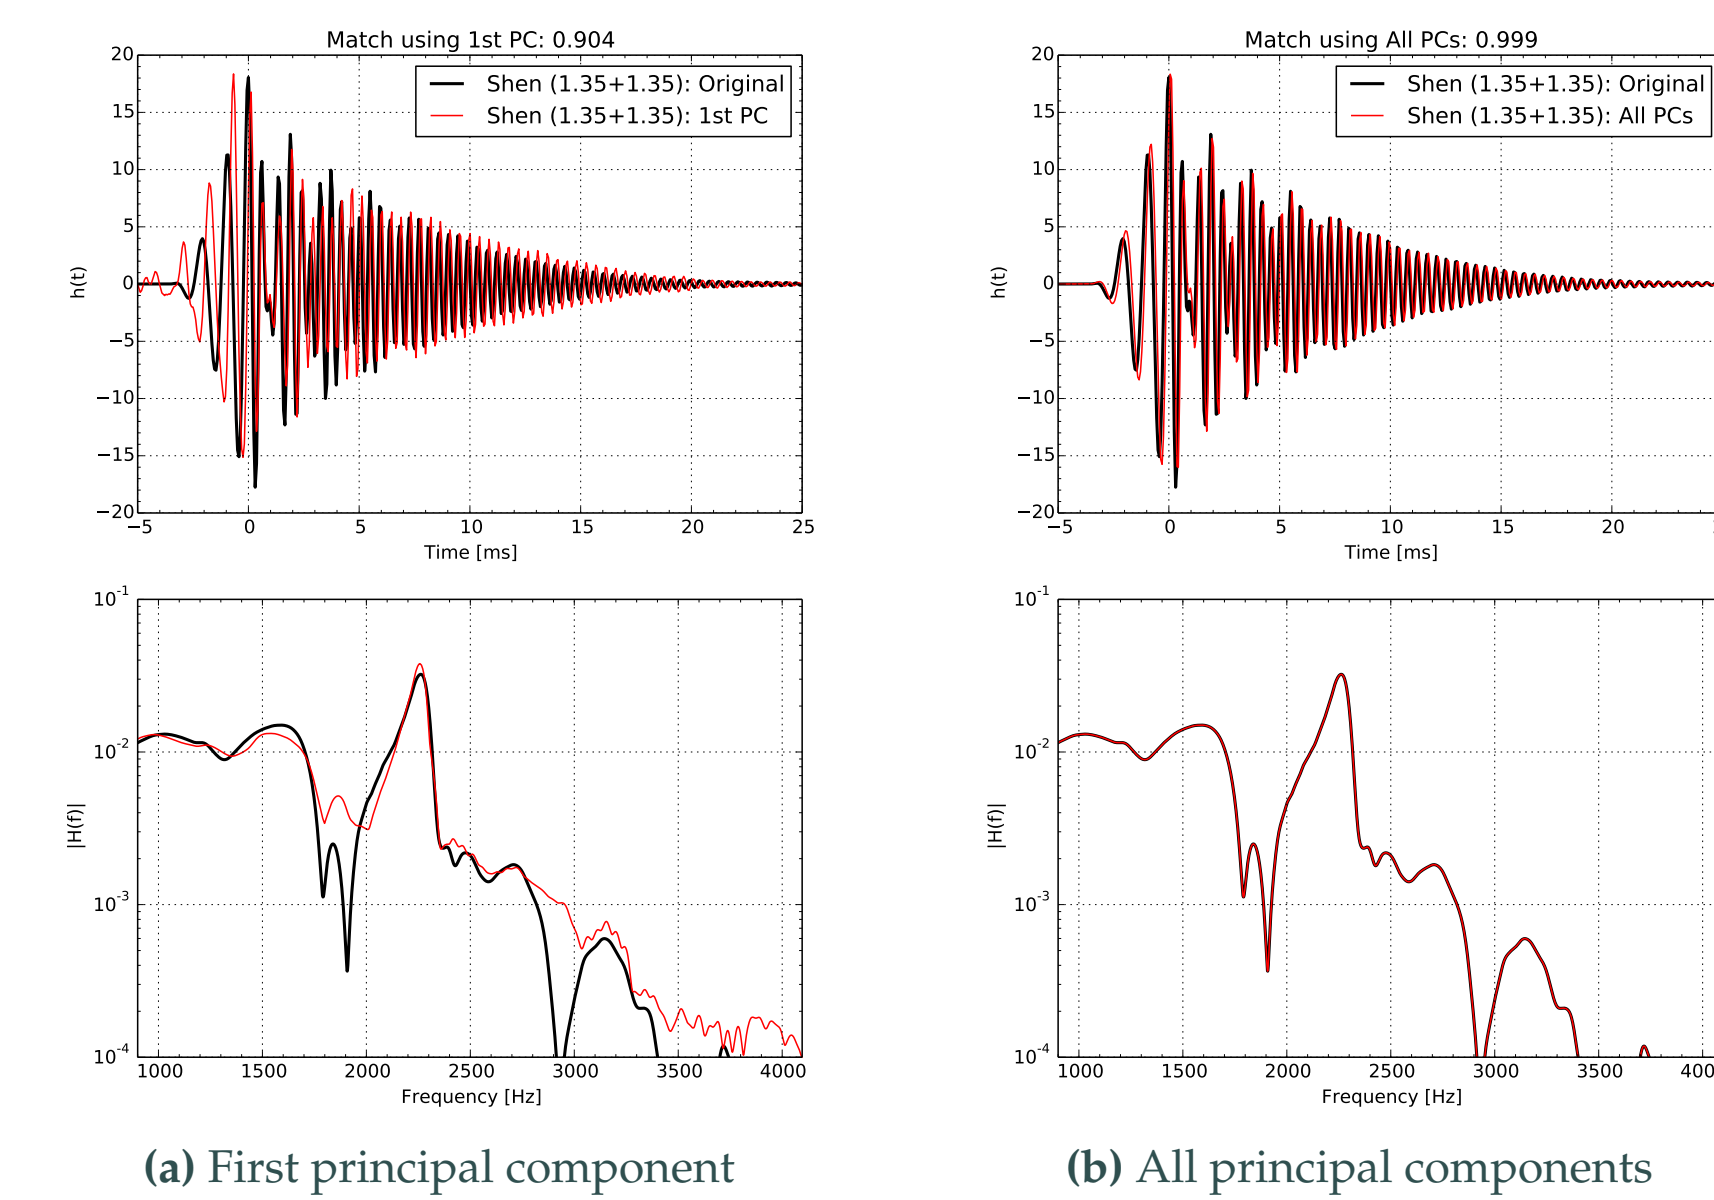 Match using 1st PC: 0.904
20
15
10
5
0
−5
−10
−15
−20
h(t)
Shen (1.35+1.35): Original
Shen (1.35+1.35): 1st PC
−5 0 5 10 15 20 25
Time [ms]
Match using All PCs: 0.999
20
15
10
5
0
−5
−10
−15
−20
h(t)
Shen (1.35+1.35): Original
Shen (1.35+1.35): All PCs
−5 0 5 10 15 20
Time [ms]
10-1
10-2
10-3
10-4
|H(f)|
1000 1500 2000 2500 3000 3500 4000
Frequency [Hz]
10-1
10-2
10-3
10-4
|H(f)|
1000 1500 2000 2500 3000 3500 400
Frequency [Hz]
(a) First principal component
(b) All principal components